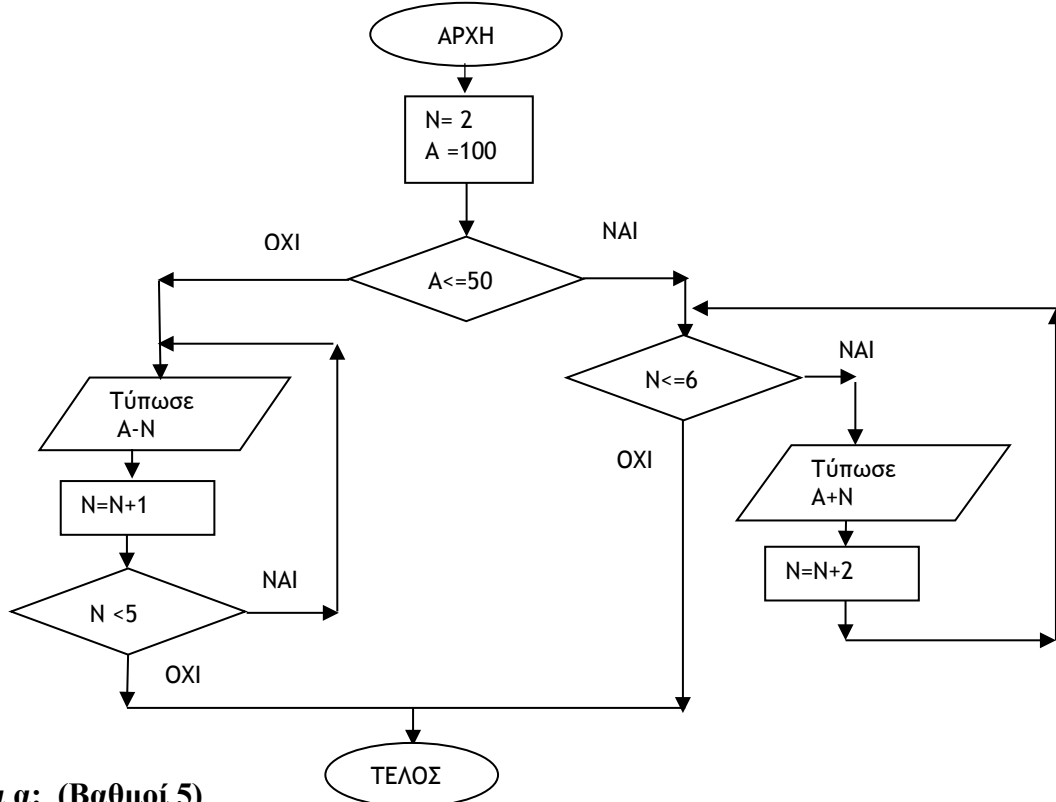 ΑΡΧΗ
N= 2
A =100
ΟΧΙ
ΝΑΙ
A<=50
Τύπωσε
A-N
N=N+1
N <5
ΝΑΙ
ΟΧΙ
N<=6
ΝΑΙ
ΟΧΙ
Τύπωσε
A+N
N=N+2
ΤΕΛΟΣ
α: (Βαθμοί 5)